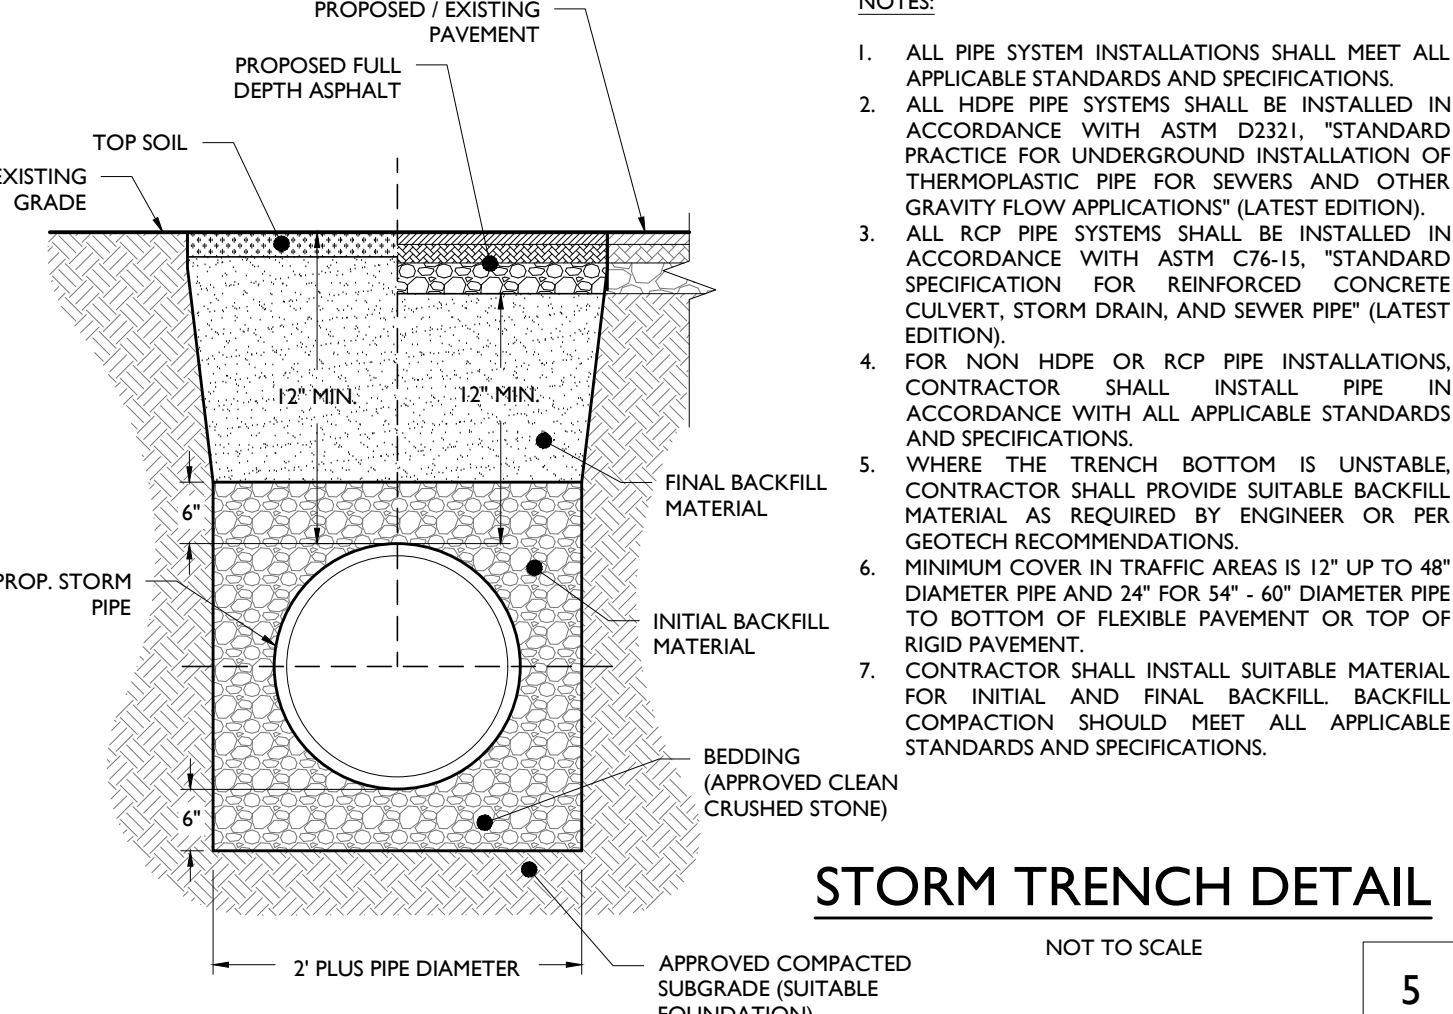 PROPOSED / EXISTING
PAVEMENT
PROPOSED FULL
DEPTH ASPHALT
TOP SOIL
EXISTING
GRADE
12" MIN.
12" MIN.
FINAL BACKFILL
MATERIAL
6"
PROP. STORM
PIPE
INITIAL BACKFILL
MATERIAL
BEDDING
(APPROVED CLEAN
CRUSHED STONE)
6"
2' PLUS PIPE DIAMETER
APPROVED COMPACTED
SUBGRADE (SUITABLE
FOUNDATION)
NOTES:
1. ALL PIPE SYSTEM INSTALLATIONS SHALL MEET ALL
APPLICABLE STANDARDS AND SPECIFICATIONS.
2. ALL HDPE PIPE SYSTEMS SHALL BE INSTALLED IN
ACCORDANCE WITH ASTM D2321, "STANDARD
PRACTICE FOR UNDERGROUND INSTALLATION OF
THERMOPLASTIC PIPE FOR SEWERS AND OTHER
GRAVITY FLOW APPLICATIONS" (LATEST EDITION).
3. ALL RCP PIPE SYSTEMS SHALL BE INSTALLED IN
ACCORDANCE WITH ASTM C76-15, "STANDARD
SPECIFICATION FOR REINFORCED CONCRETE
CULVERT, STORM DRAIN, AND SEWER PIPE" (LATEST
EDITION).
4. FOR NON HDPE OR RCP PIPE INSTALLATIONS,
CONTRACTOR SHALL INSTALL PIPE IN
ACCORDANCE WITH ALL APPLICABLE STANDARDS
AND SPECIFICATIONS.
5. WHERE THE TRENCH BOTTOM IS UNSTABLE,
CONTRACTOR SHALL PROVIDE SUITABLE BACKFILL
MATERIAL AS REQUIRED BY ENGINEER OR PER
GEOTECH RECOMMENDATIONS.
6. MINIMUM COVER IN TRAFFIC AREAS IS 12" UP TO 48"
DIAMETER PIPE AND 24" FOR 54" - 60" DIAMETER PIPE
TO BOTTOM OF FLEXIBLE PAVEMENT OR TOP OF
RIGID PAVEMENT.
7. CONTRACTOR SHALL INSTALL SUITABLE MATERIAL
FOR INITIAL AND FINAL BACKFILL. BACKFILL
COMPACTION SHOULD MEET ALL APPLICABLE
STANDARDS AND SPECIFICATIONS.
STORM TRENCH DETAIL
NOT TO SCALE
5